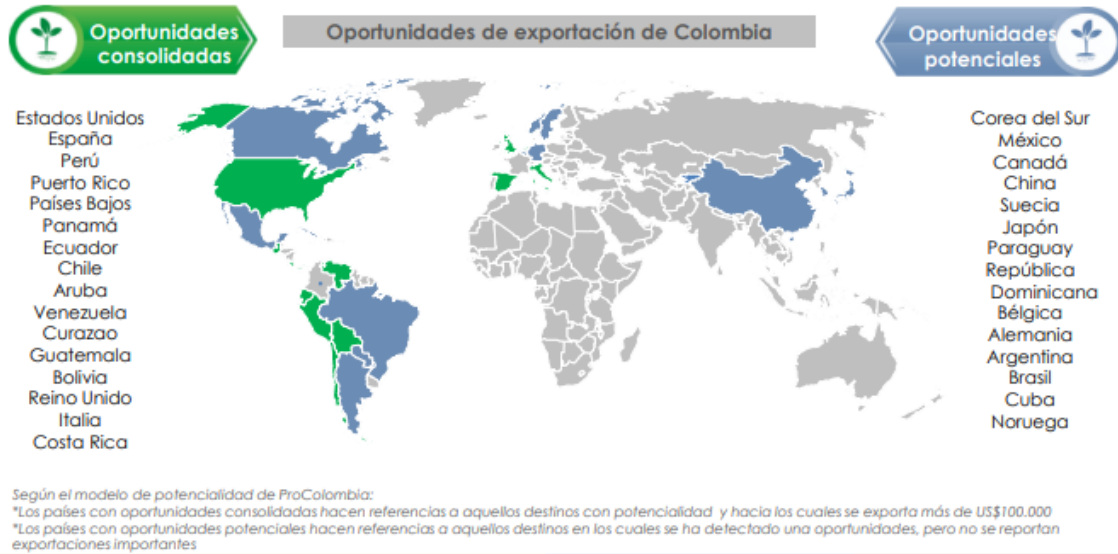 Oportunidades
consolidadas
Oportunidades de exportación de Colombia
Oportunidades
potenciales
Estados Unidos
España
Perú
Puerto Rico
Países Bajos
Panamá
Ecuador
Chile
Aruba
Venezuela
Curazao
Guatemala
Bolivia
Reino Unido
Italia
Costa Rica
Corea del Sur
México
Canadá
China
Suecia
Japón
Paraguay
República
Dominicana
Bélgica
Alemania
Argentina
Brasil
Cuba
Noruega
Según el modelo de potencialidad de ProColombia:
*Los países con oportunidades consolidadas hacen referencias a aquellos destinos con potencialidad y hacia los cuales se exporta más de US$100.000
*Los países con oportunidades potenciales hacen referencias a aquellos destinos en los cuales se ha detectado una oportunidades, pero no se reportan
exportaciones importantes